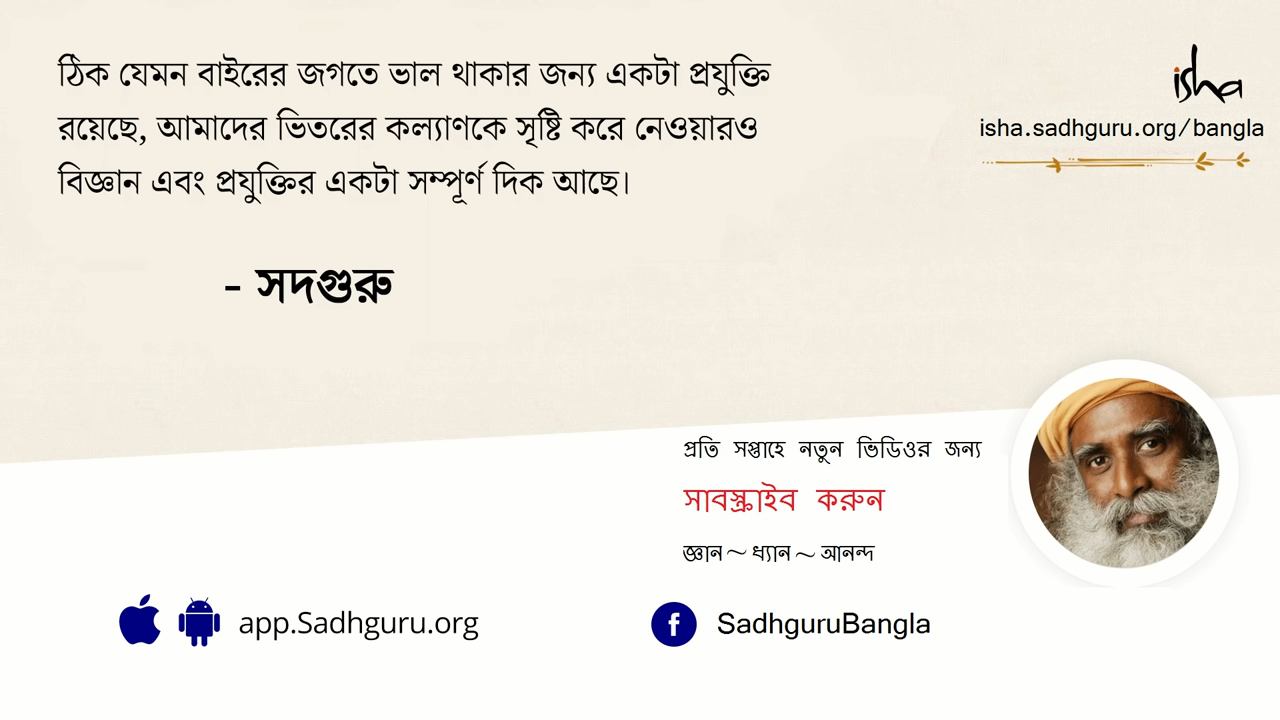 ঠিক যেমন বাইরের জগতে ভাল থাকার জন্য একটা প্রযুক্তি
রয়েছে, আমাদের ভিতরের কল্যাণকে সৃষ্টি করে নেওয়ারও
বিজ্ঞান এবং প্রযুক্তির একটা সম্পূর্ণ দিক আছে।
- সদগুরু
isha
isha.sadhguru.org/bangla
প্রতি সপ্তাহে নতুন ভিডিওর জন্য
সাবস্ক্রাইব করুন
জ্ঞান ~ ধ্যান ~ আনন্দ
app.Sadhguru.org
f SadhguruBangla